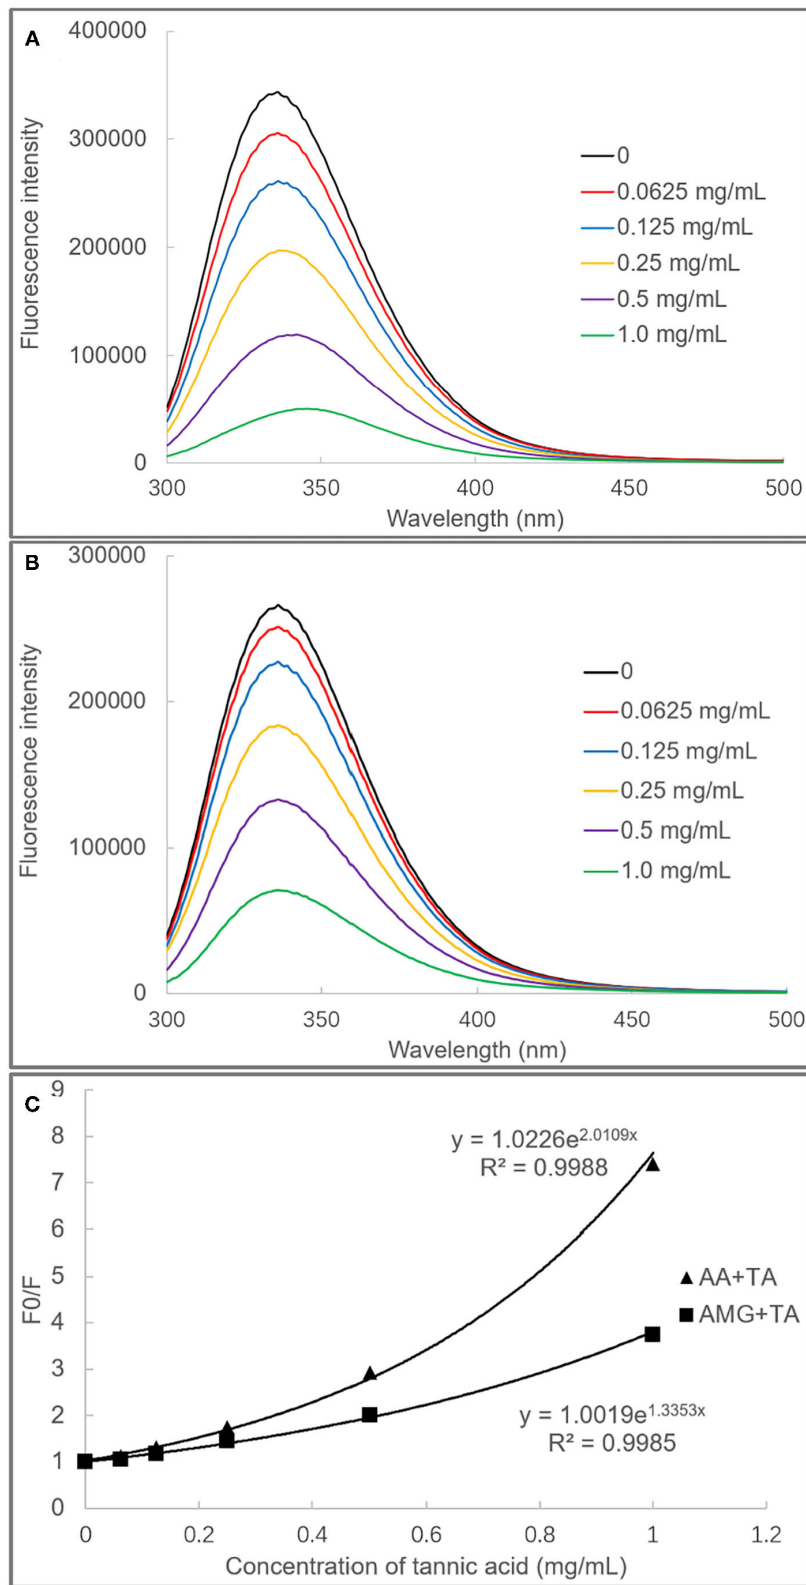 A
400000
300000
200000
100000
0
Fluorescence intensity
300
350
400
450
500
Wavelength (nm)
0
0.0625 mg/mL
0.125 mg/mL
0.25 mg/mL
0.5 mg/mL
1.0 mg/mL
B
300000
200000
100000
0
Fluorescence intensity
300
350
400
450
500
Wavelength (nm)
0
0.0625 mg/mL
0.125 mg/mL
0.25 mg/mL
0.5 mg/mL
1.0 mg/mL
C
9
8
7
6
5
4
3
2
1
0
F0/F
y = 1.0226e^2.0109x
R² = 0.9988
AA+TA
AMG+TA
y = 1.0019e^1.3353x
R² = 0.9985
0
0.2
0.4
0.6
0.8
1
1.2
Concentration of tannic acid (mg/mL)